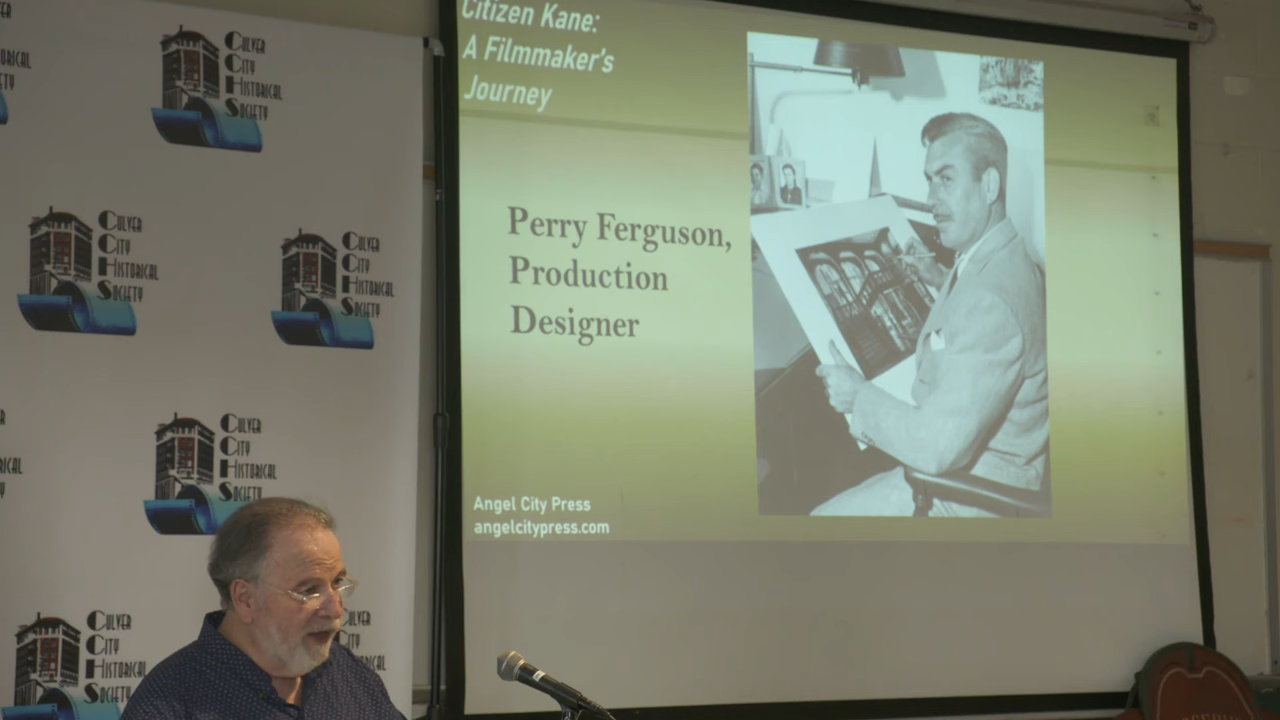 Citizen Kane:
A Filmmaker's
Journey
Perry Ferguson,
Production
Designer
Angel City Press
angelcitypress.com
CULVER
CITY
HISTORICAL
SOCIETY
CULVER
CITY
HISTORICAL
SOCIETY
CULVER
CITY
HISTORICAL
SOCIETY
CULVER
CITY
HISTORICAL
CULVER
CITY
HISTORICAL
SOCIETY